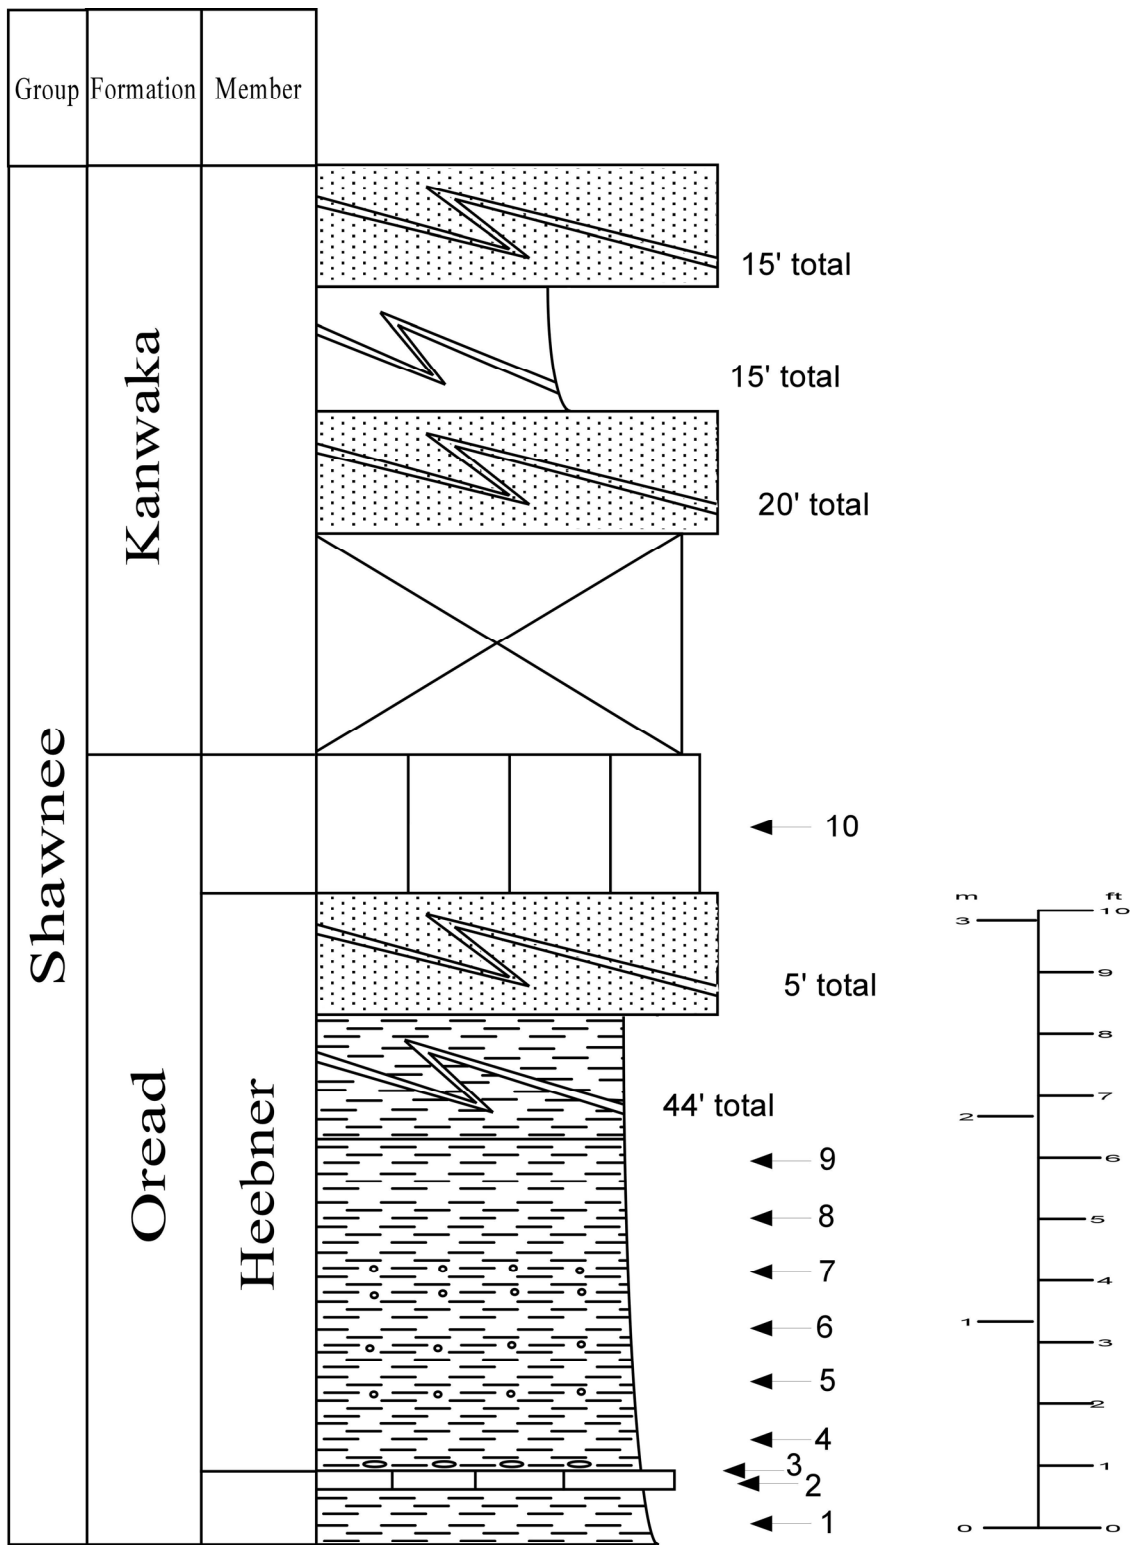 Group Formation Member
Shawnee
Kanwaka
Oread
Heebner
15' total
15' total
20' total
10
5' total
44' total
9
8
7
6
5
4
3
2
1
m ft
10
3
9
8
7
2
6
5
4
1
3
2
1
0 0